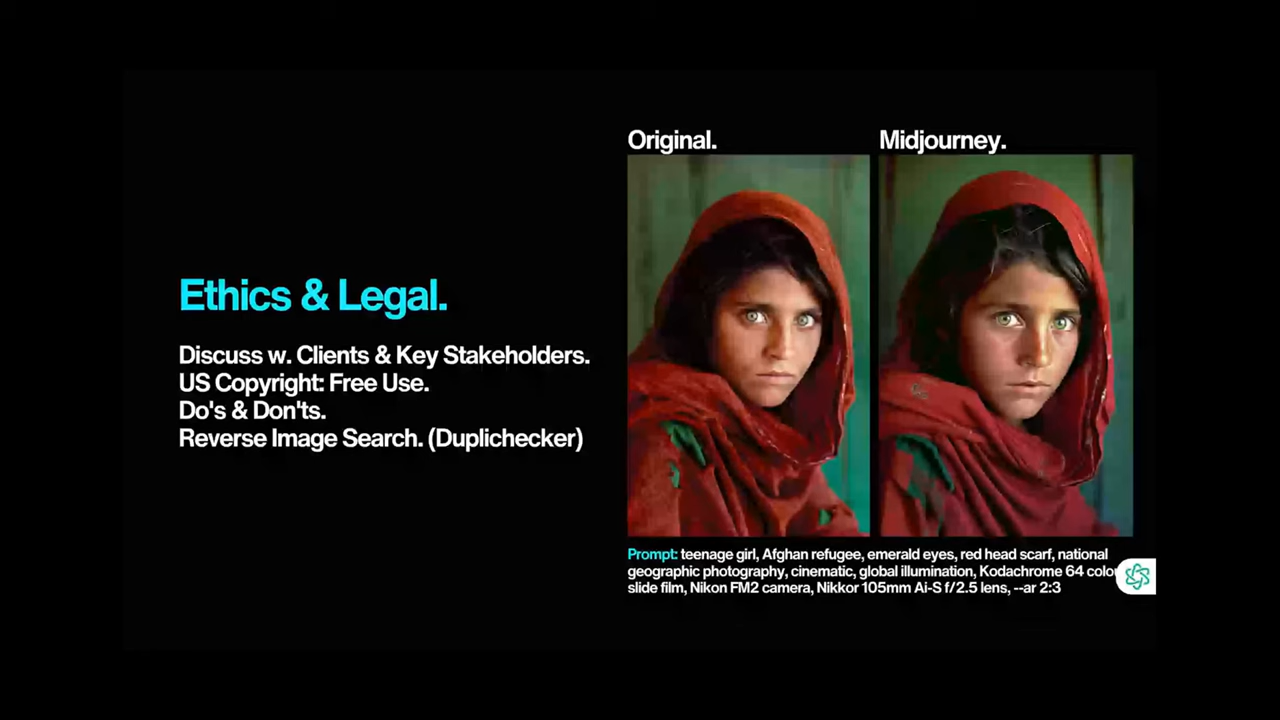 Original.
Midjourney.
Ethics & Legal.
Discuss w. Clients & Key Stakeholders.
US Copyright: Free Use.
Do's & Don'ts.
Reverse Image Search. (Duplichecker)
Prompt: teenage girl, Afghan refugee, emerald eyes, red head scarf, national
geographic photography, cinematic, global illumination, Kodachrome 64 colou
slide film, Nikon FM2 camera, Nikkor 105mm Ai-S f/2.5 lens, --ar 2:3